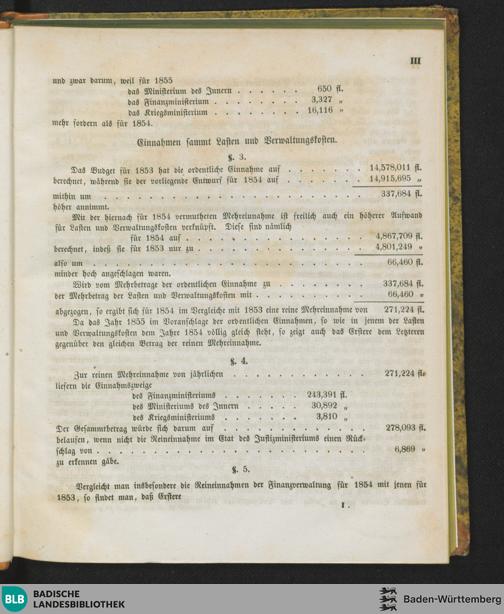 III
und zwar darum, weil für 1855
das Ministerium des Innern . . . . . . 650 fl.
das Finanzministerium . . . . . . . . 3,327 „
das Kriegsministerium . . . . . . . . 16,116 „
mehr fordern als für 1854.
Einnahmen sammt Lasten und Verwaltungskosten.
§. 3.
Das Budget für 1853 hat die ordentliche Einnahme auf . . . . . . . 14,578,011 fl.
berechnet, während sie der vorliegende Entwurf für 1854 auf . . . . . . . 14,915,695 „
mithin um . . . . . . . . . . . . . . . . . . . 337,684 fl.
höher annimmt.
Mit der hiernach für 1854 vermutheten Mehreinnahme ist freilich auch ein höherer Aufwand
für Lasten und Verwaltungskosten verknüpft. Diese sind nämlich
für 1854 auf . . . . . . . . . . . . . . . 4,867,709 fl.
berechnet, indeß sie für 1853 nur zu . . . . . . . . . . . . 4,801,249 „
also um . . . . . . . . . . . . . . . . . . . 66,460 fl.
minder hoch angeschlagen waren.
Wird vom Mehrbetrage der ordentlichen Einnahme zu . . . . . . . . 337,684 fl.
der Mehrbetrag der Lasten und Verwaltungskosten mit . . . . . . . . . 66,460 „
abgezogen, so ergibt sich für 1854 im Vergleiche mit 1853 eine reine Mehreinnahme von 271,224 fl.
Da das Jahr 1855 im Voranschlage der ordentlichen Einnahmen, so wie in jenem der Lasten
und Verwaltungskosten dem Jahre 1854 völlig gleich steht, so zeigt auch das Erstere dem Letzteren
gegenüber den gleichen Betrag der reinen Mehreinnahme.
§. 4.
Zur reinen Mehreinnahme von jährlichen . . . . . . . . . . . 271,224 fl.
liefern die Einnahmszweige
des Finanzministeriums . . . . . . . 243,391 fl.
des Ministeriums des Innern . . . . . 30,892 „
des Kriegsministeriums . . . . . . . 3,810 „
Der Gesammtbetrag würde sich darum auf . . . . . . . . . . . . 278,093 fl.
belaufen, wenn nicht die Reineinnahme im Etat des Justizministeriums einen Rück-
schlag von . . . . . . . . . . . . . . . . . . . 6,869 „
zu erkennen gäbe.
§. 5.
Vergleicht man insbesondere die Reineinnahmen der Finanzverwaltung für 1854 mit jenen für
1853, so findet man, daß Erstere
I.
BLB BADISCHE
LANDESBIBLIOTHEK
Baden-Württemberg